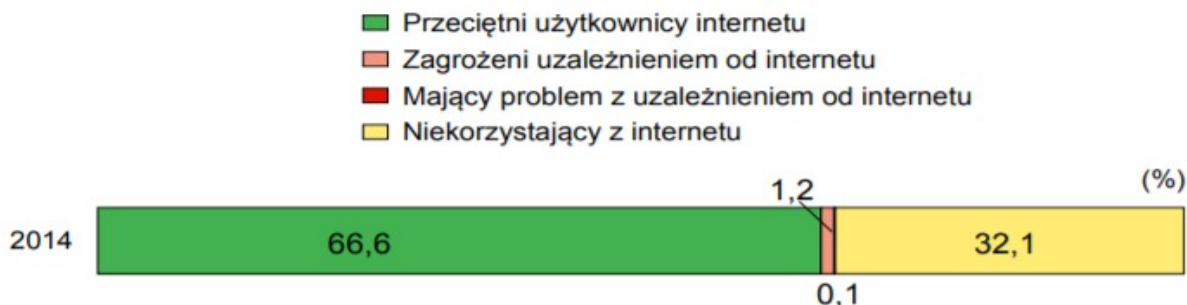 Przeciętni użytkownicy internetu
Zagrożeni uzależnieniem od internetu
Mający problem z uzależnieniem od internetu
Niekorzystający z internetu
(%)
1,2
2014
66,6
32,1
0,1